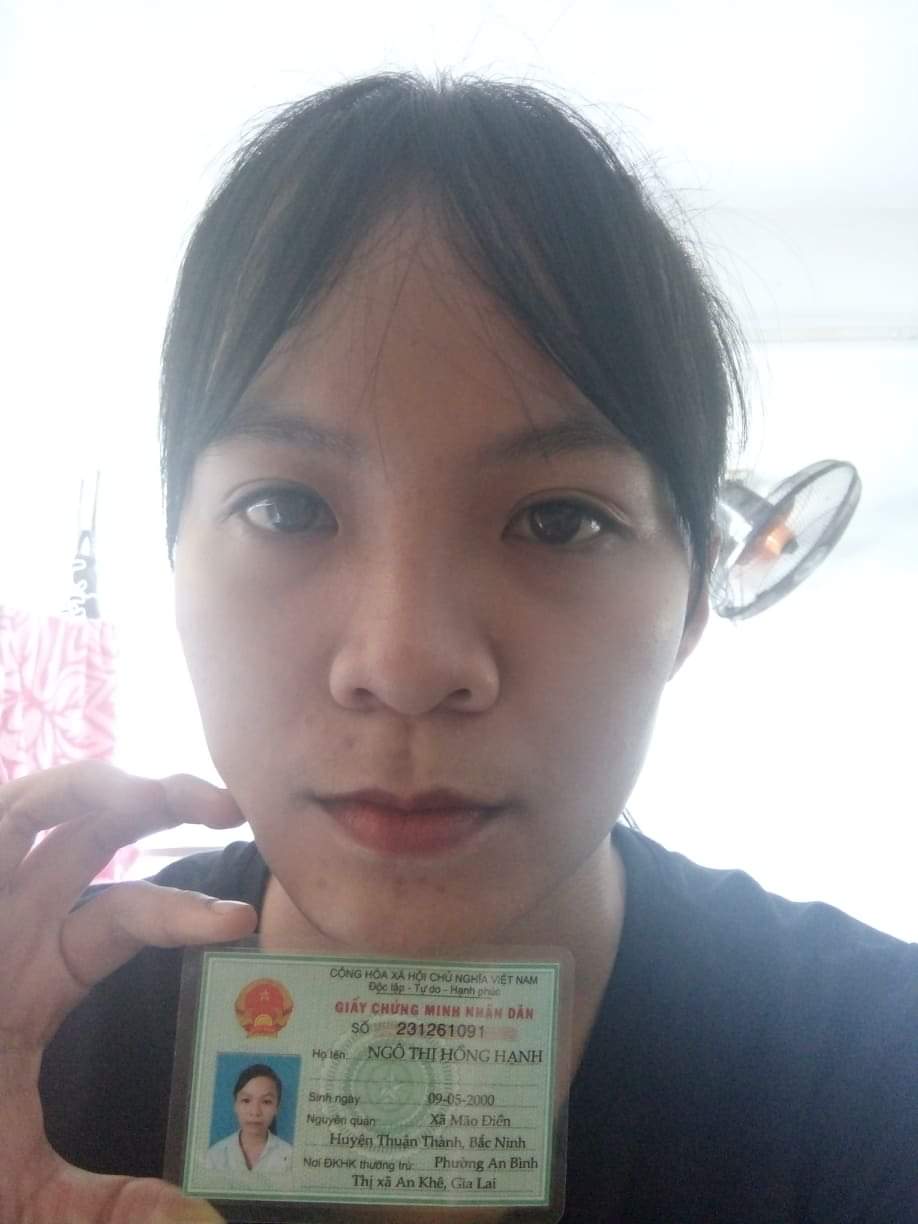 CỘNG HÒA XÃ HỘI CHỦ NGHĨA VIỆT NAM
Độc lập - Tự do - Hạnh phúc
GIẤY CHỨNG MINH NHÂN DÂN
SỐ 231261091
Họ tên: NGÔ THỊ HỒNG HẠNH
Sinh ngày 09-05-2000
Nguyên quán Xã Mão Điền
Huyện Thuận Thành, Bắc Ninh
Nơi ĐKHK thường trú: Phường An Bình
Thị xã An Khê, Gia Lai